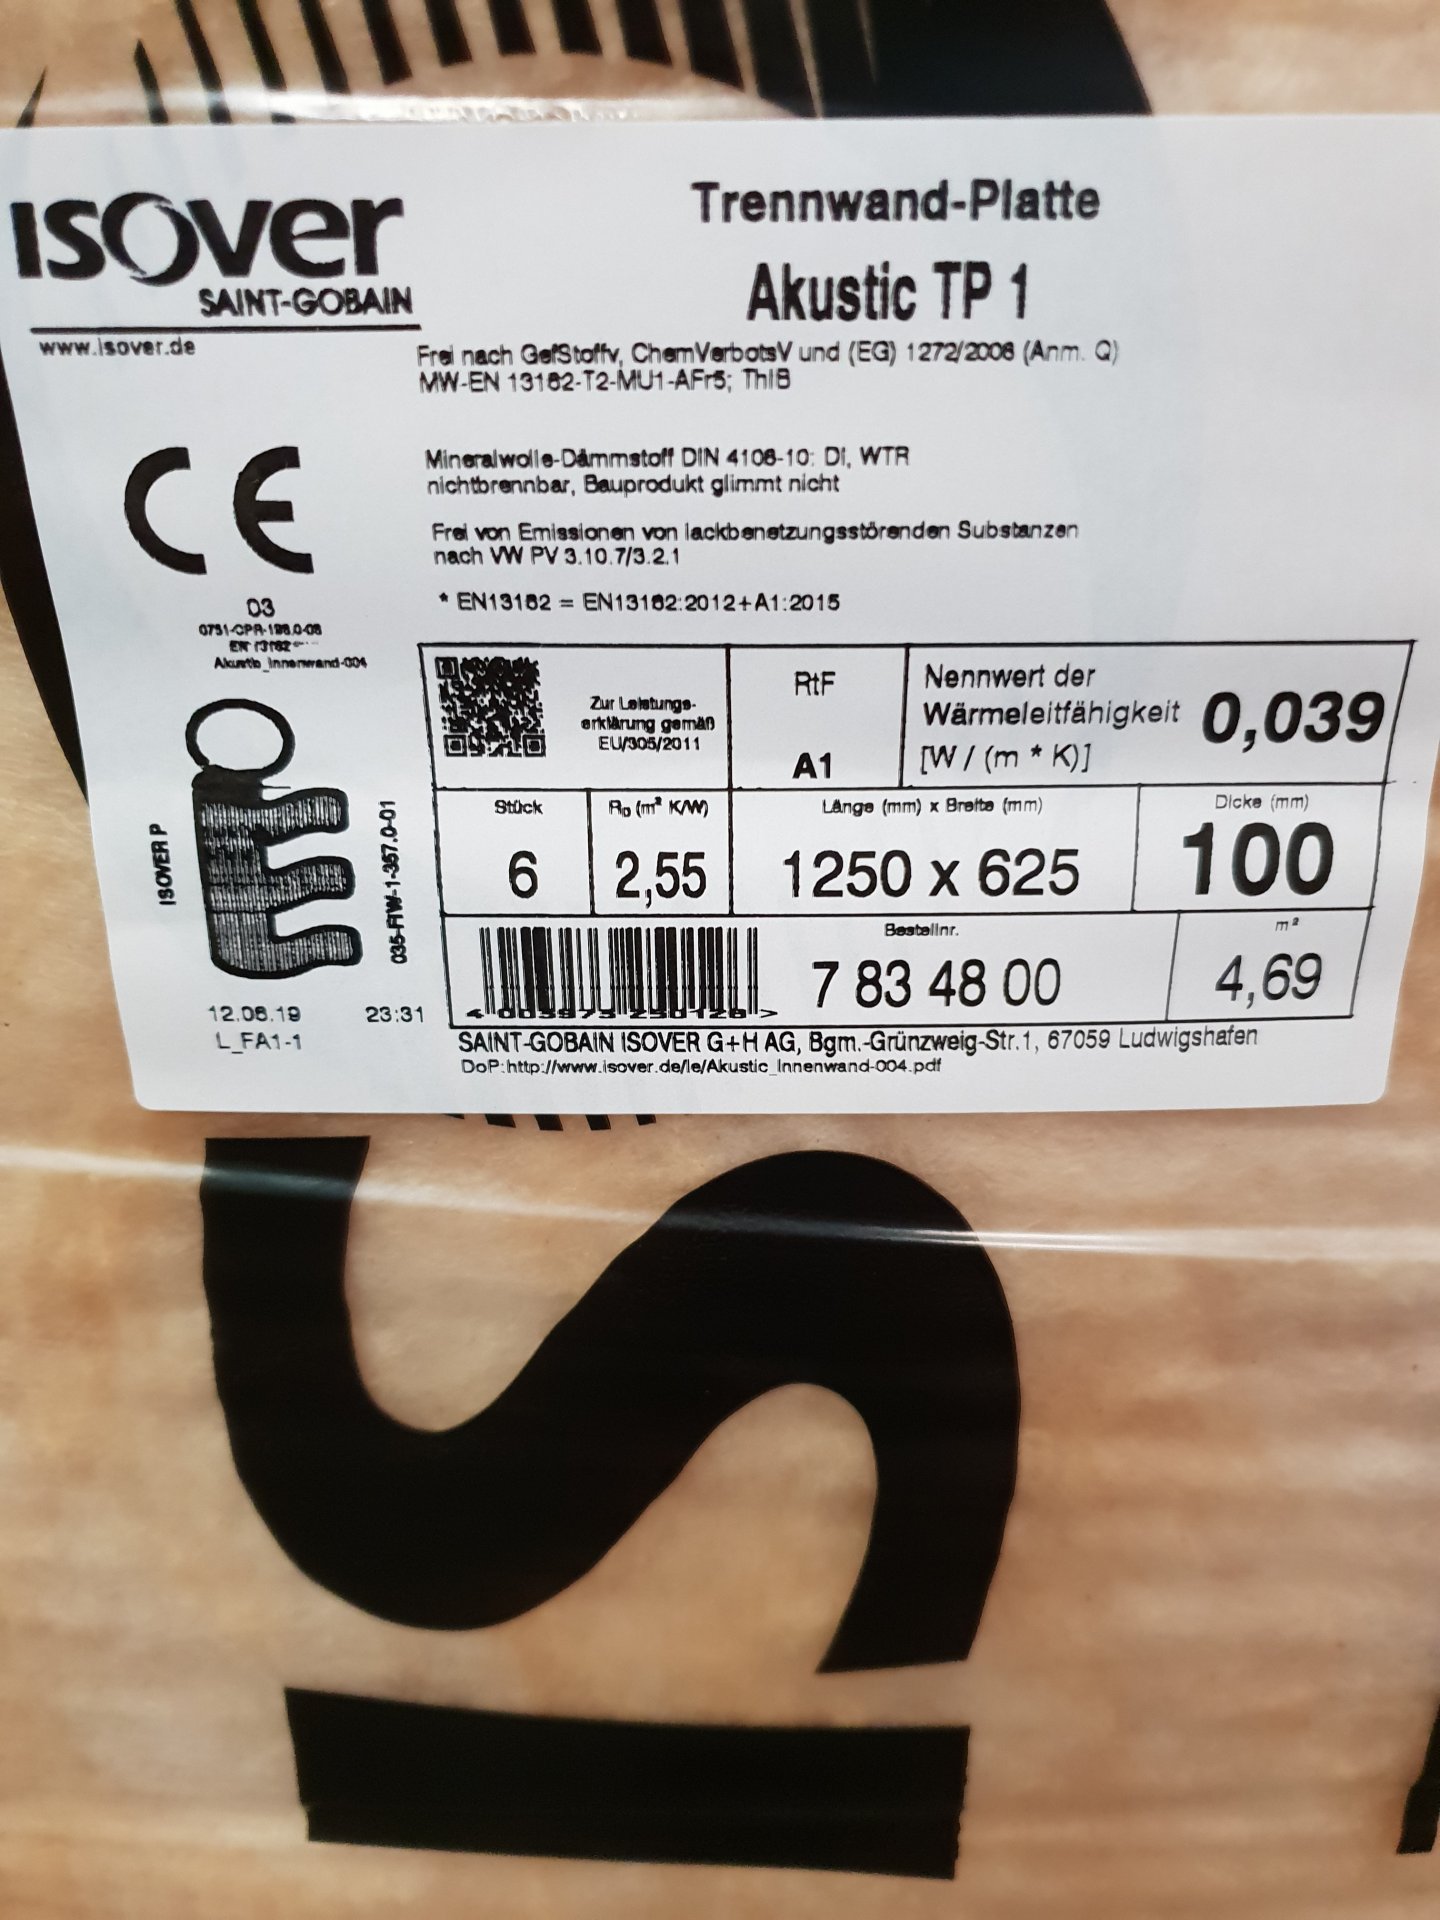 ISOVER
SAINT-GOBAIN
www.isover.de
Trennwand-Platte
Akustic TP 1
Frei nach GefStoffv, ChemVerbotsV und (EG) 1272/2008 (Anm. Q)
MW-EN 13162-T2-MU1-AFr5; ThIB
Mineralwolle-Dämmstoff DIN 4108-10: DI, WTR
nichtbrennbar, Bauprodukt glimmt nicht
Frei von Emissionen von lackbenetzungsstörenden Substanzen
nach VW PV 3.10.7/3.2.1
* EN13162 = EN13162:2012+A1:2015
CE
03
EN 13162
Akustic_Innenwand-004
Zur Leistungs-
erklärung gemäß
EU/305/2011
RtF
A1
Nennwert der
Wärmeleitfähigkeit
[W / (m * K)]
0,039
Stück
6
RD (m² K/W)
2,55
Länge (mm) x Breite (mm)
1250 x 625
Dicke (mm)
100
Bestellnr.
7 83 48 00
m²
4,69
ISOVER P
12.08.19 23:31
L_FA1-1
SAINT-GOBAIN ISOVER G+H AG, Bgm.-Grünzweig-Str.1, 67059 Ludwigshafen
DoP:http://www.isover.de/le/Akustic_Innenwand-004.pdf
IS